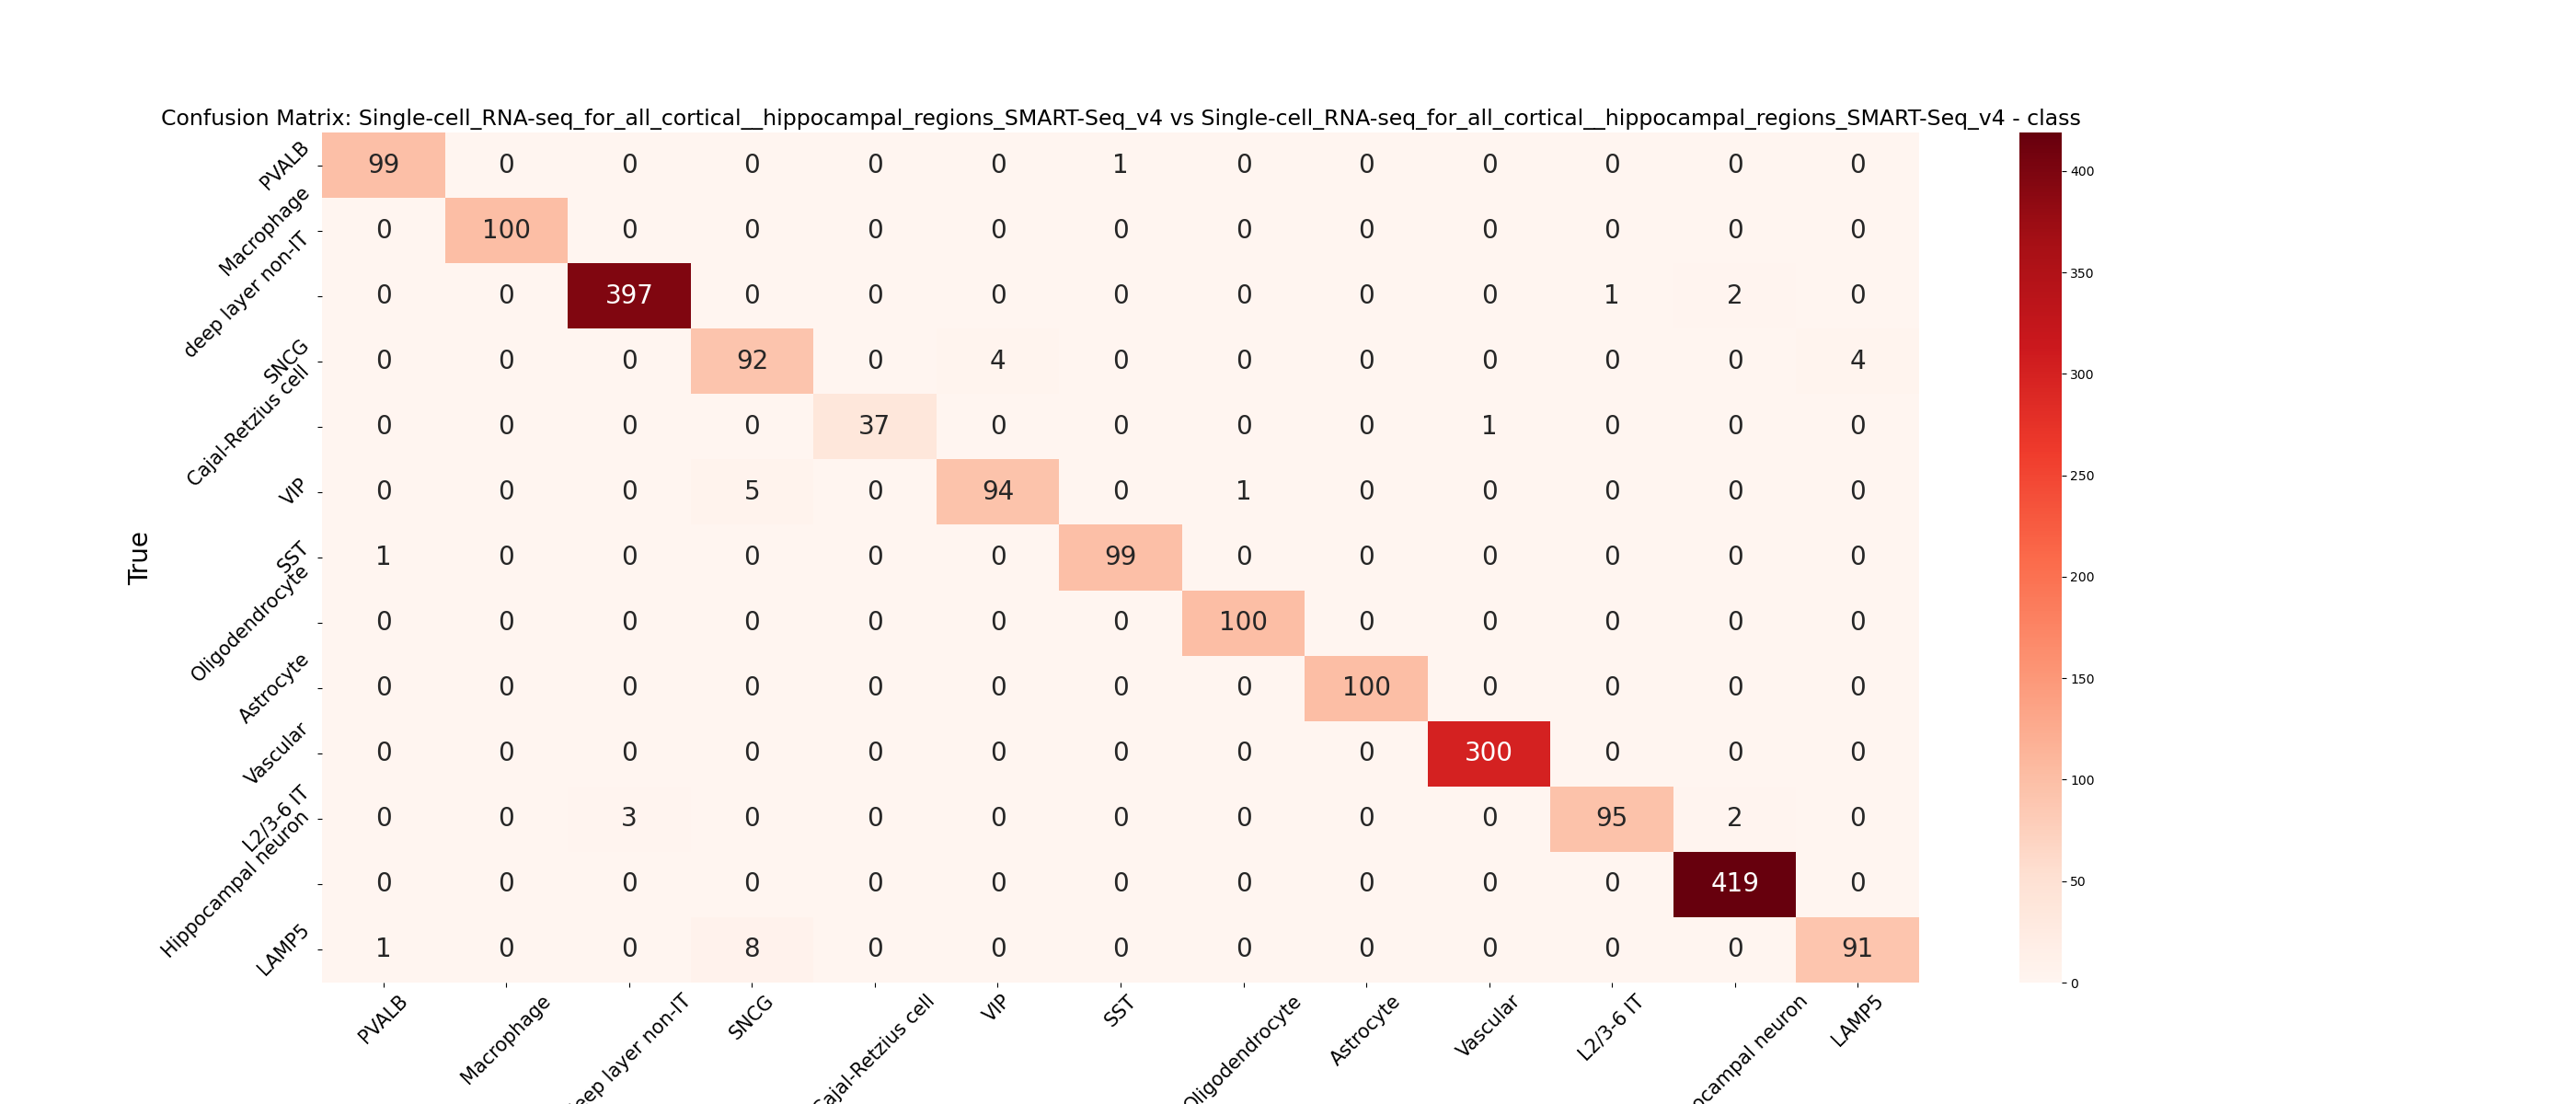 Confusion Matrix: Single-cell_RNA-seq_for_all_cortical__hippocampal_regions_SMART-Seq_v4 vs Single-cell_RNA-seq_for_all_cortical__hippocampal_regions_SMART-Seq_v4 - class
True
PVALB 99 0 0 0 0 0 1 0 0 0 0 0 0
Macrophage 0 100 0 0 0 0 0 0 0 0 0 0 0
deep layer non-IT 0 0 397 0 0 0 0 0 0 0 1 2 0
SNCG 0 0 0 92 0 4 0 0 0 0 0 0 4
Cajal-Retzius cell 0 0 0 0 37 0 0 0 0 1 0 0 0
VIP 0 0 0 5 0 94 0 1 0 0 0 0 0
SST 1 0 0 0 0 0 99 0 0 0 0 0 0
Oligodendrocyte 0 0 0 0 0 0 0 100 0 0 0 0 0
Astrocyte 0 0 0 0 0 0 0 0 100 0 0 0 0
Vascular 0 0 0 0 0 0 0 0 0 300 0 0 0
L2/3-6 IT 0 0 3 0 0 0 0 0 0 0 95 2 0
Hippocampal neuron 0 0 0 0 0 0 0 0 0 0 0 419 0
LAMP5 1 0 0 8 0 0 0 0 0 0 0 0 91
PVALB
Macrophage
eep layer non-IT
SNCG
Cajal-Retzius cell
VIP
SST
Oligodendrocyte
Astrocyte
Vascular
L2/3-6 IT
ocampal neuron
LAMP5
400
350
300
250
200
150
100
50
0